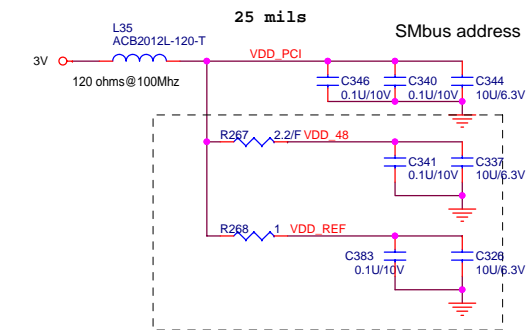 25 mils
SMbus address
L35
ACB2012L-120-T
3V
VDD_PCI
120 ohms@100Mhz
C346
0.1U/10V
C340
0.1U/10V
C344
10U/6.3V
R267
2.2/F
VDD_48
C341
0.1U/10V
C337
10U/6.3V
R268
1
VDD_REF
C383
0.1U/10V
C326
10U/6.3V